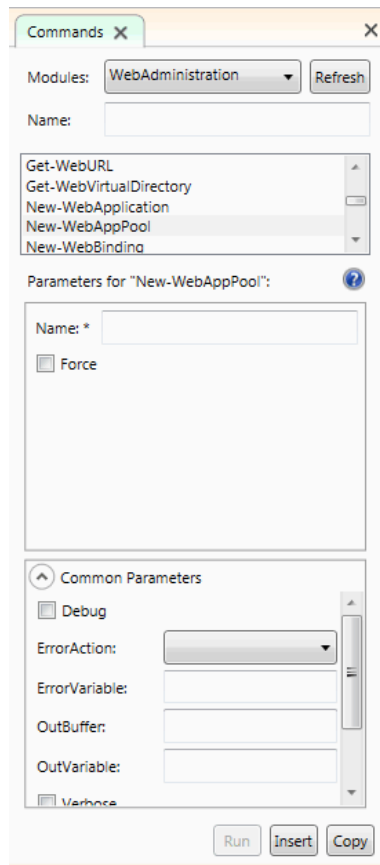 Commands
Modules: WebAdministration Refresh
Name:
Get-WebURL
Get-WebVirtualDirectory
New-WebApplication
New-WebAppPool
New-WebBinding
Parameters for "New-WebAppPool": ?
Name: *
Force
Common Parameters
Debug
ErrorAction:
ErrorVariable:
OutBuffer:
OutVariable:
Verbose
Run Insert Copy